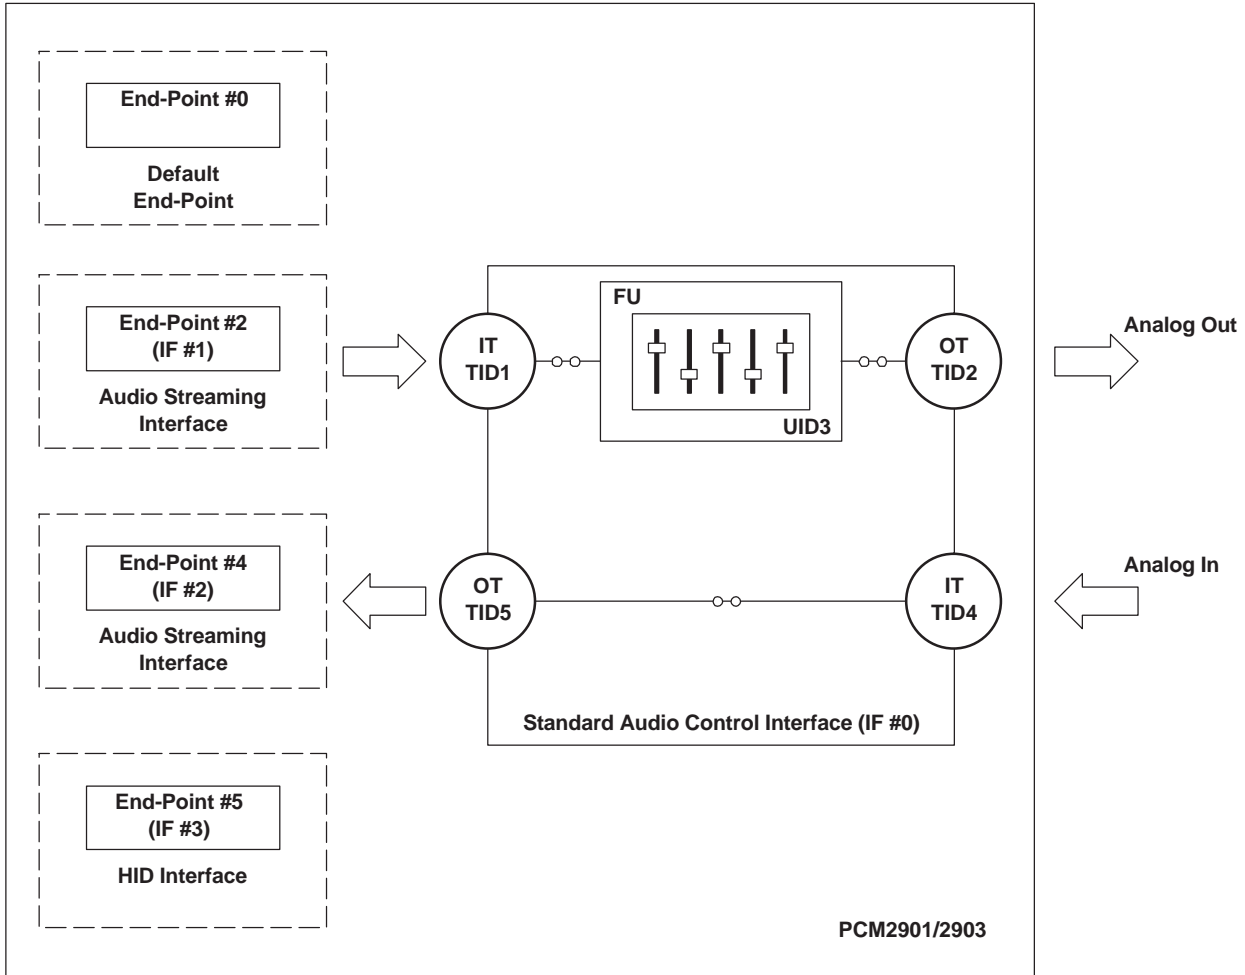 End-Point #0
Default
End-Point
End-Point #2
(IF #1)
Audio Streaming
Interface
IT
TID1
FU
UID3
OT
TID2
Analog Out
End-Point #4
(IF #2)
Audio Streaming
Interface
OT
TID5
IT
TID4
Analog In
Standard Audio Control Interface (IF #0)
End-Point #5
(IF #3)
HID Interface
PCM2901/2903